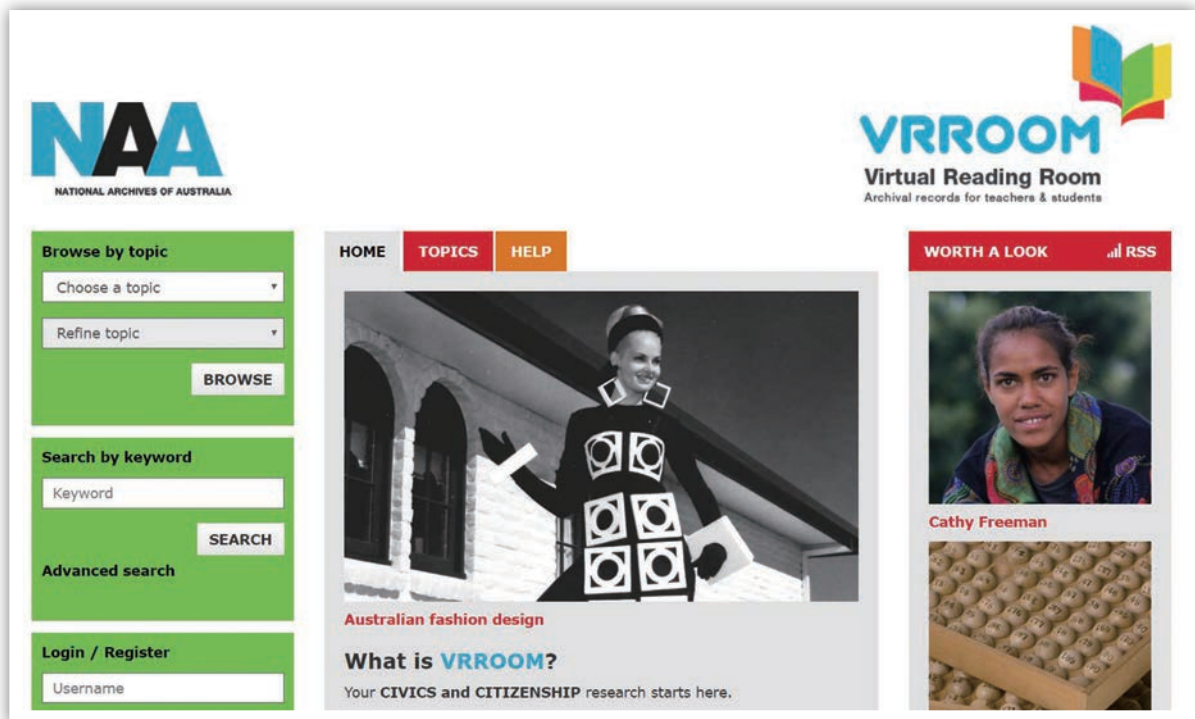 NAA
NATIONAL ARCHIVES OF AUSTRALIA
VRROOM
Virtual Reading Room
Archival records for teachers & students
Browse by topic
Choose a topic
Refine topic
BROWSE
Search by keyword
Keyword
SEARCH
Advanced search
Login / Register
Username
HOME TOPICS HELP
Australian fashion design
What is VRROOM?
Your CIVICS and CITIZENSHIP research starts here.
WORTH A LOOK RSS
Cathy Freeman